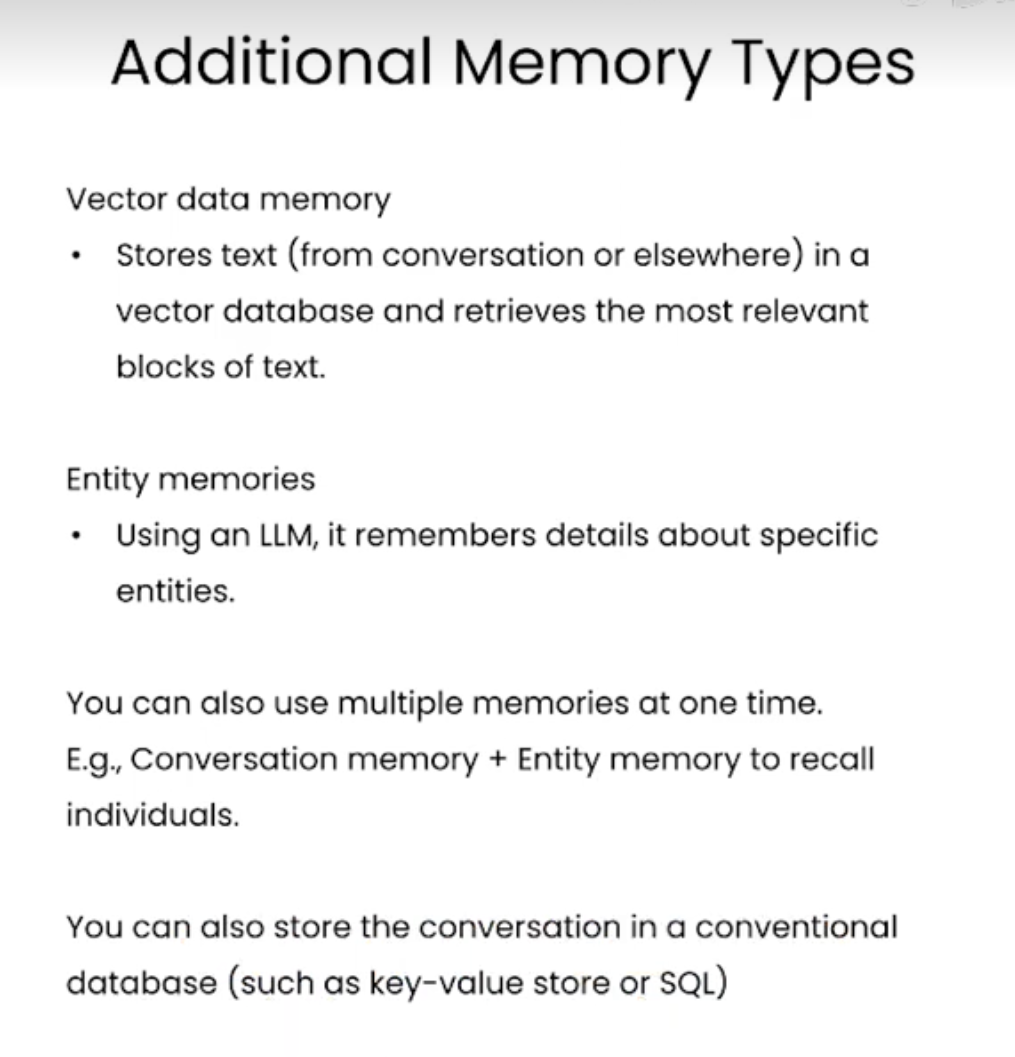 Additional Memory Types
Vector data memory
• Stores text (from conversation or elsewhere) in a
vector database and retrieves the most relevant
blocks of text.
Entity memories
• Using an LLM, it remembers details about specific
entities.
You can also use multiple memories at one time.
E.g., Conversation memory + Entity memory to recall
individuals.
You can also store the conversation in a conventional
database (such as key-value store or SQL)